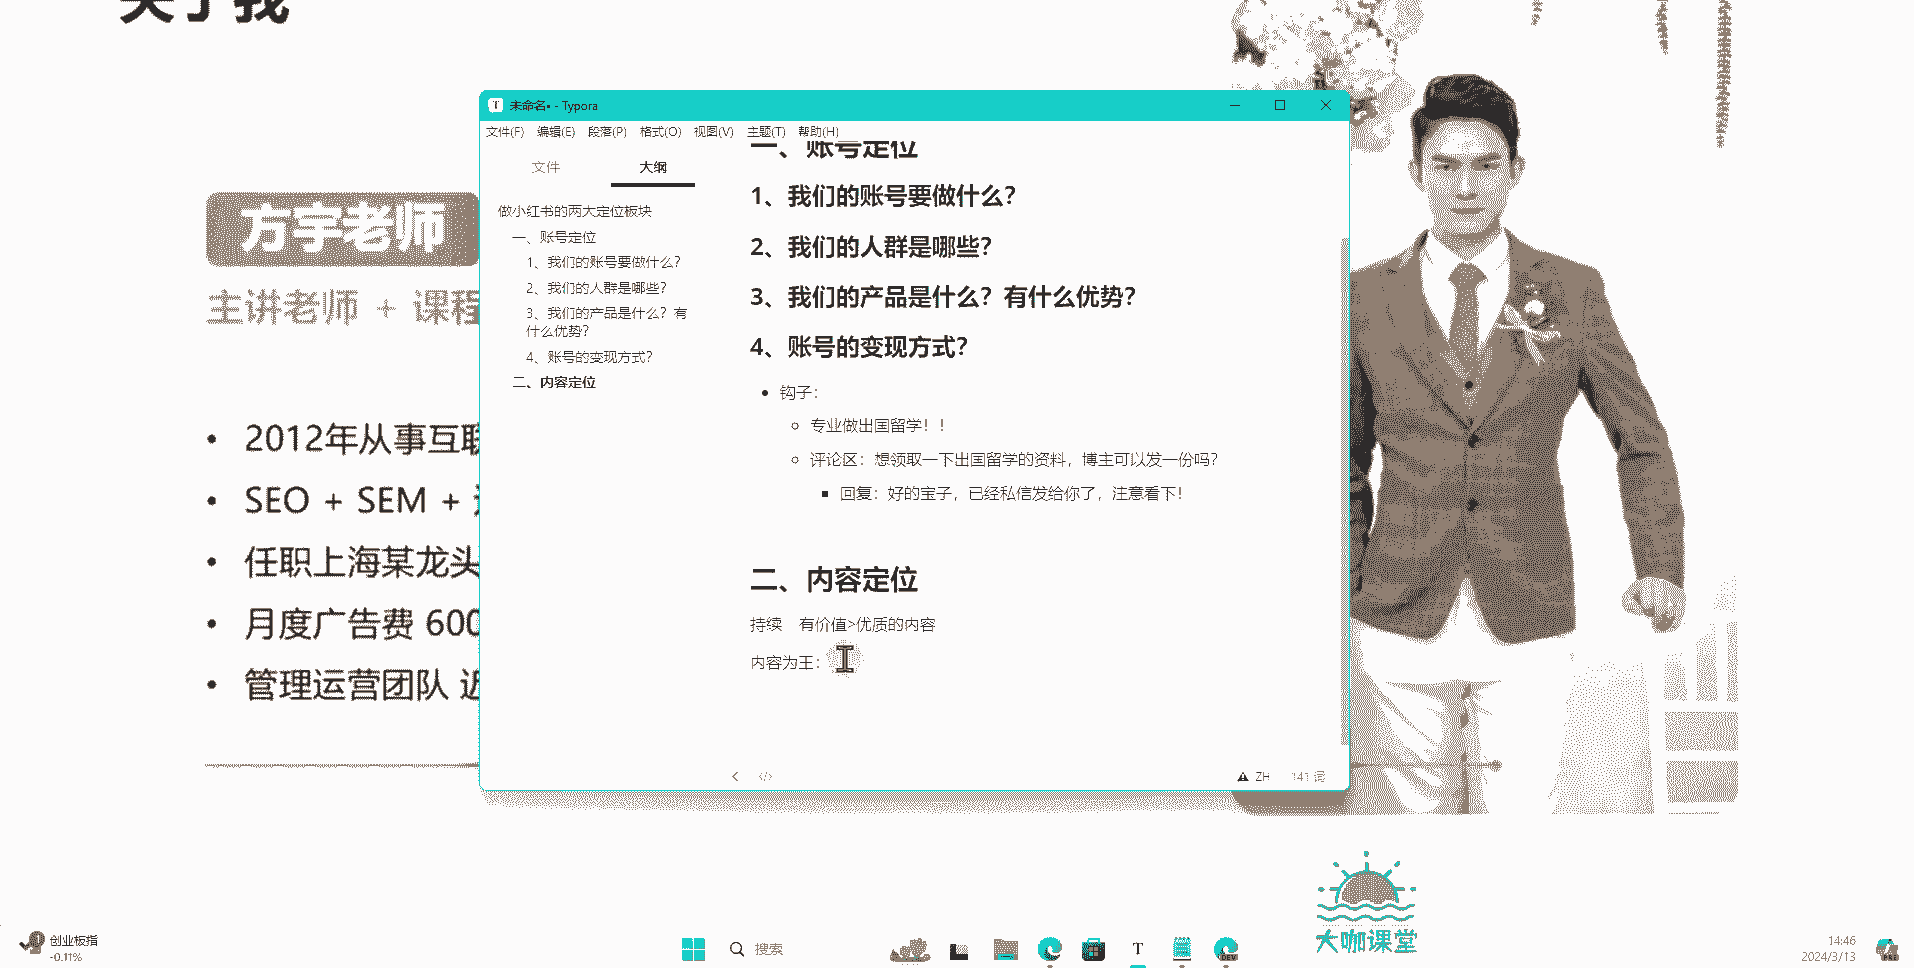 关于我
方宇老师
主讲老师 + 课程
2012年从事互联
SEO + SEM +
任职上海某龙头
月度广告费 600
管理运营团队 近
未命名• - Typora
文件(F) 编辑(E) 段落(P) 格式(O) 视图(V) 主题(T) 帮助(H)
文件 大纲
做小红书的两大定位板块
一、账号定位
1、我们的账号要做什么?
2、我们的人群是哪些?
3、我们的产品是什么? 有
什么优势?
4、账号的变现方式?
二、内容定位
一、账号定位
1、我们的账号要做什么?
2、我们的人群是哪些?
3、我们的产品是什么? 有什么优势?
4、账号的变现方式?
钩子:
专业做出国留学! !
评论区: 想领取一下出国留学的资料, 博主可以发一份吗?
回复: 好的宝子, 已经私信发给你了, 注意看下!
二、内容定位
持续 有价值>优质的内容
内容为王:
ZH 141 词
大咖课堂
创业板指
-0.11%
搜索
T
DEV
14:46
2024/3/13
PRE